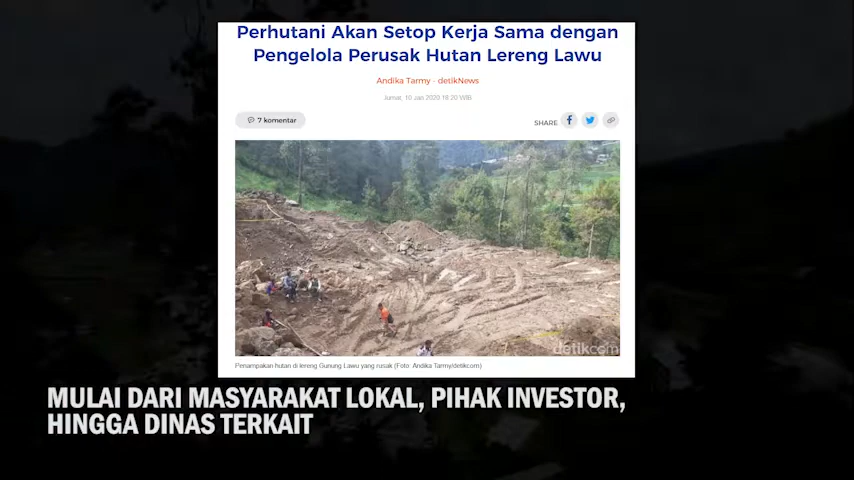 Perhutani Akan Setop Kerja Sama dengan
Pengelola Perusak Hutan Lereng Lawu
Andika Tarmy - detikNews
Jumat, 10 Jan 2020 19:20 WIB
7 komentar
SHARE
detikcom
Penampakan hutan di lereng Gunung Lawu yang rusak (Foto: Andika Tarmy/detikcom)
MULAI DARI MASYARAKAT LOKAL, PIHAK INVESTOR,
HINGGA DINAS TERKAIT